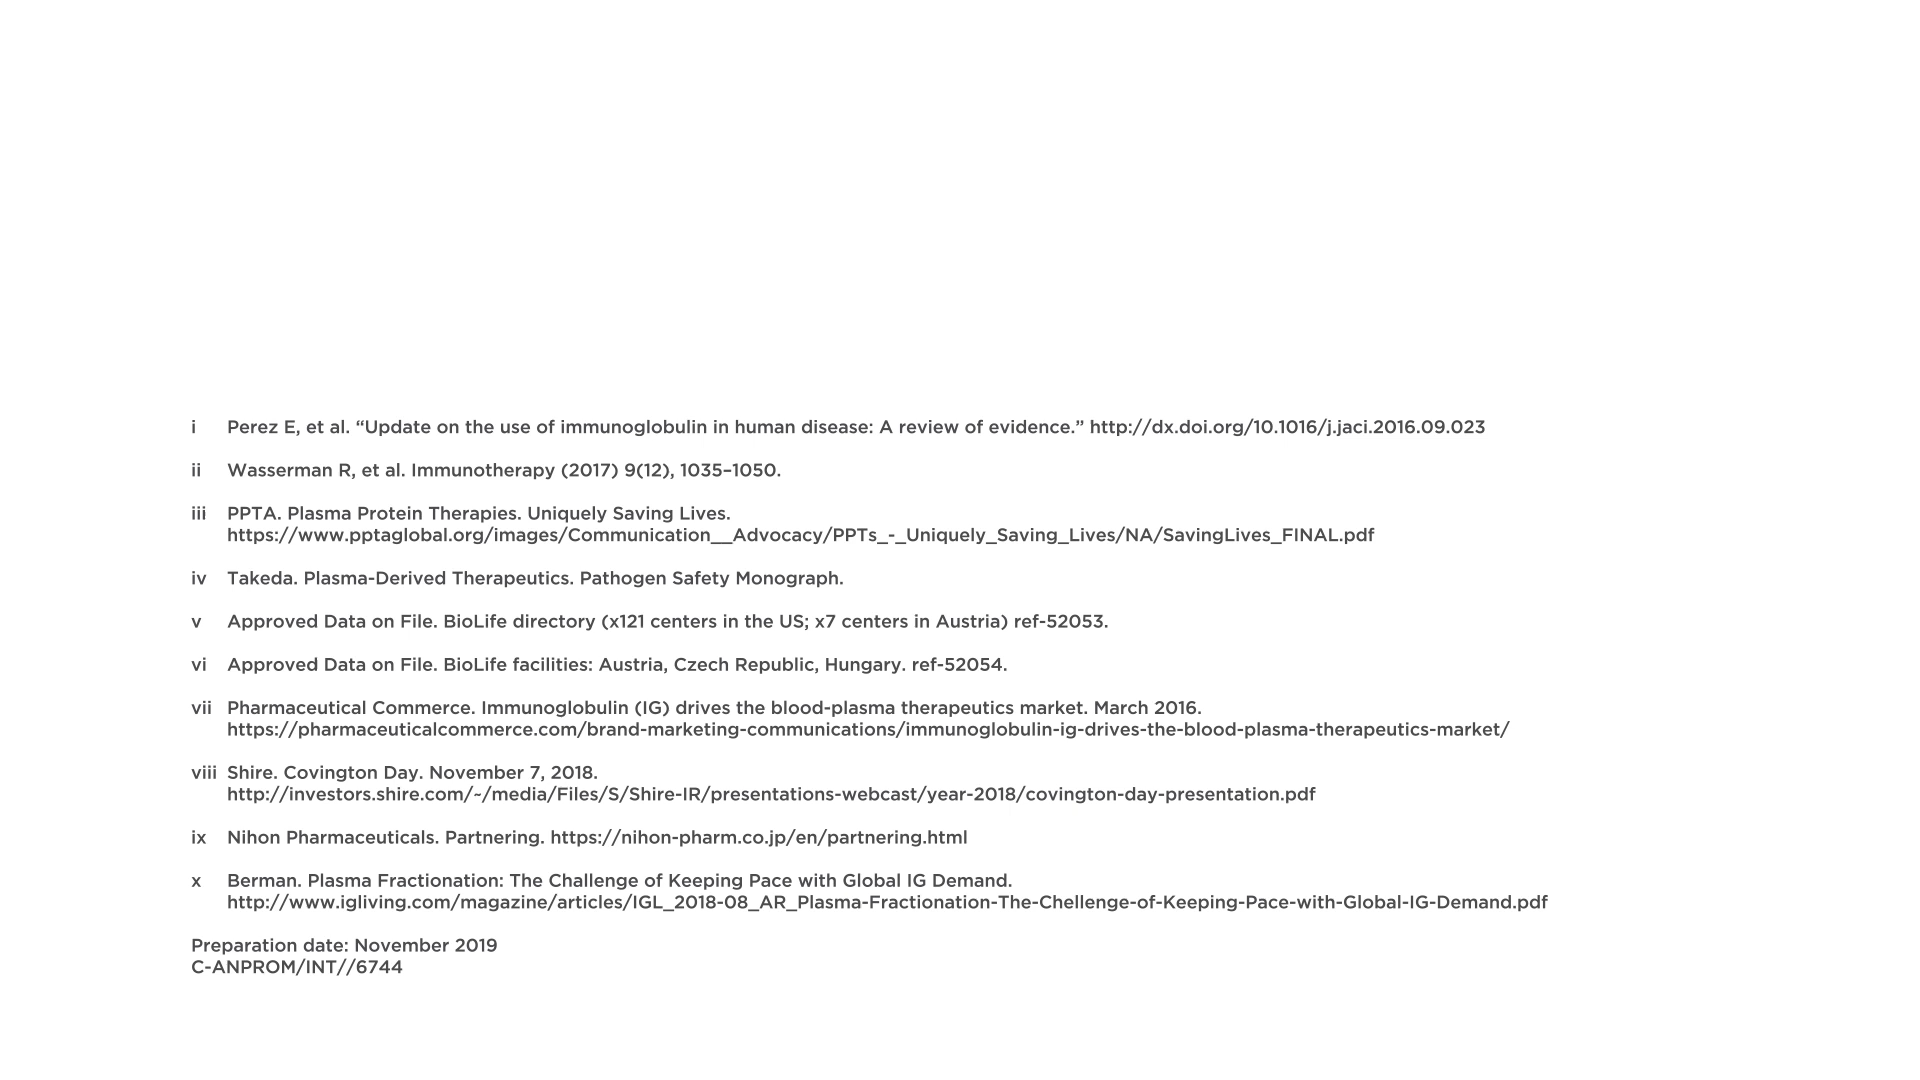 i Perez E, et al. “Update on the use of immunoglobulin in human disease: A review of evidence.” http://dx.doi.org/10.1016/j.jaci.2016.09.023
ii Wasserman R, et al. Immunotherapy (2017) 9(12), 1035–1050.
iii PPTA. Plasma Protein Therapies. Uniquely Saving Lives.
https://www.pptaglobal.org/images/Communication__Advocacy/PPTs_-_Uniquely_Saving_Lives/NA/SavingLives_FINAL.pdf
iv Takeda. Plasma-Derived Therapeutics. Pathogen Safety Monograph.
v Approved Data on File. BioLife directory (x121 centers in the US; x7 centers in Austria) ref-52053.
vi Approved Data on File. BioLife facilities: Austria, Czech Republic, Hungary. ref-52054.
vii Pharmaceutical Commerce. Immunoglobulin (IG) drives the blood-plasma therapeutics market. March 2016.
https://pharmaceuticalcommerce.com/brand-marketing-communications/immunoglobulin-ig-drives-the-blood-plasma-therapeutics-market/
viii Shire. Covington Day. November 7, 2018.
http://investors.shire.com/~/media/Files/S/Shire-IR/presentations-webcast/year-2018/covington-day-presentation.pdf
ix Nihon Pharmaceuticals. Partnering. https://nihon-pharm.co.jp/en/partnering.html
x Berman. Plasma Fractionation: The Challenge of Keeping Pace with Global IG Demand.
http://www.igliving.com/magazine/articles/IGL_2018-08_AR_Plasma-Fractionation-The-Chellenge-of-Keeping-Pace-with-Global-IG-Demand.pdf
Preparation date: November 2019
C-ANPROM/INT//6744